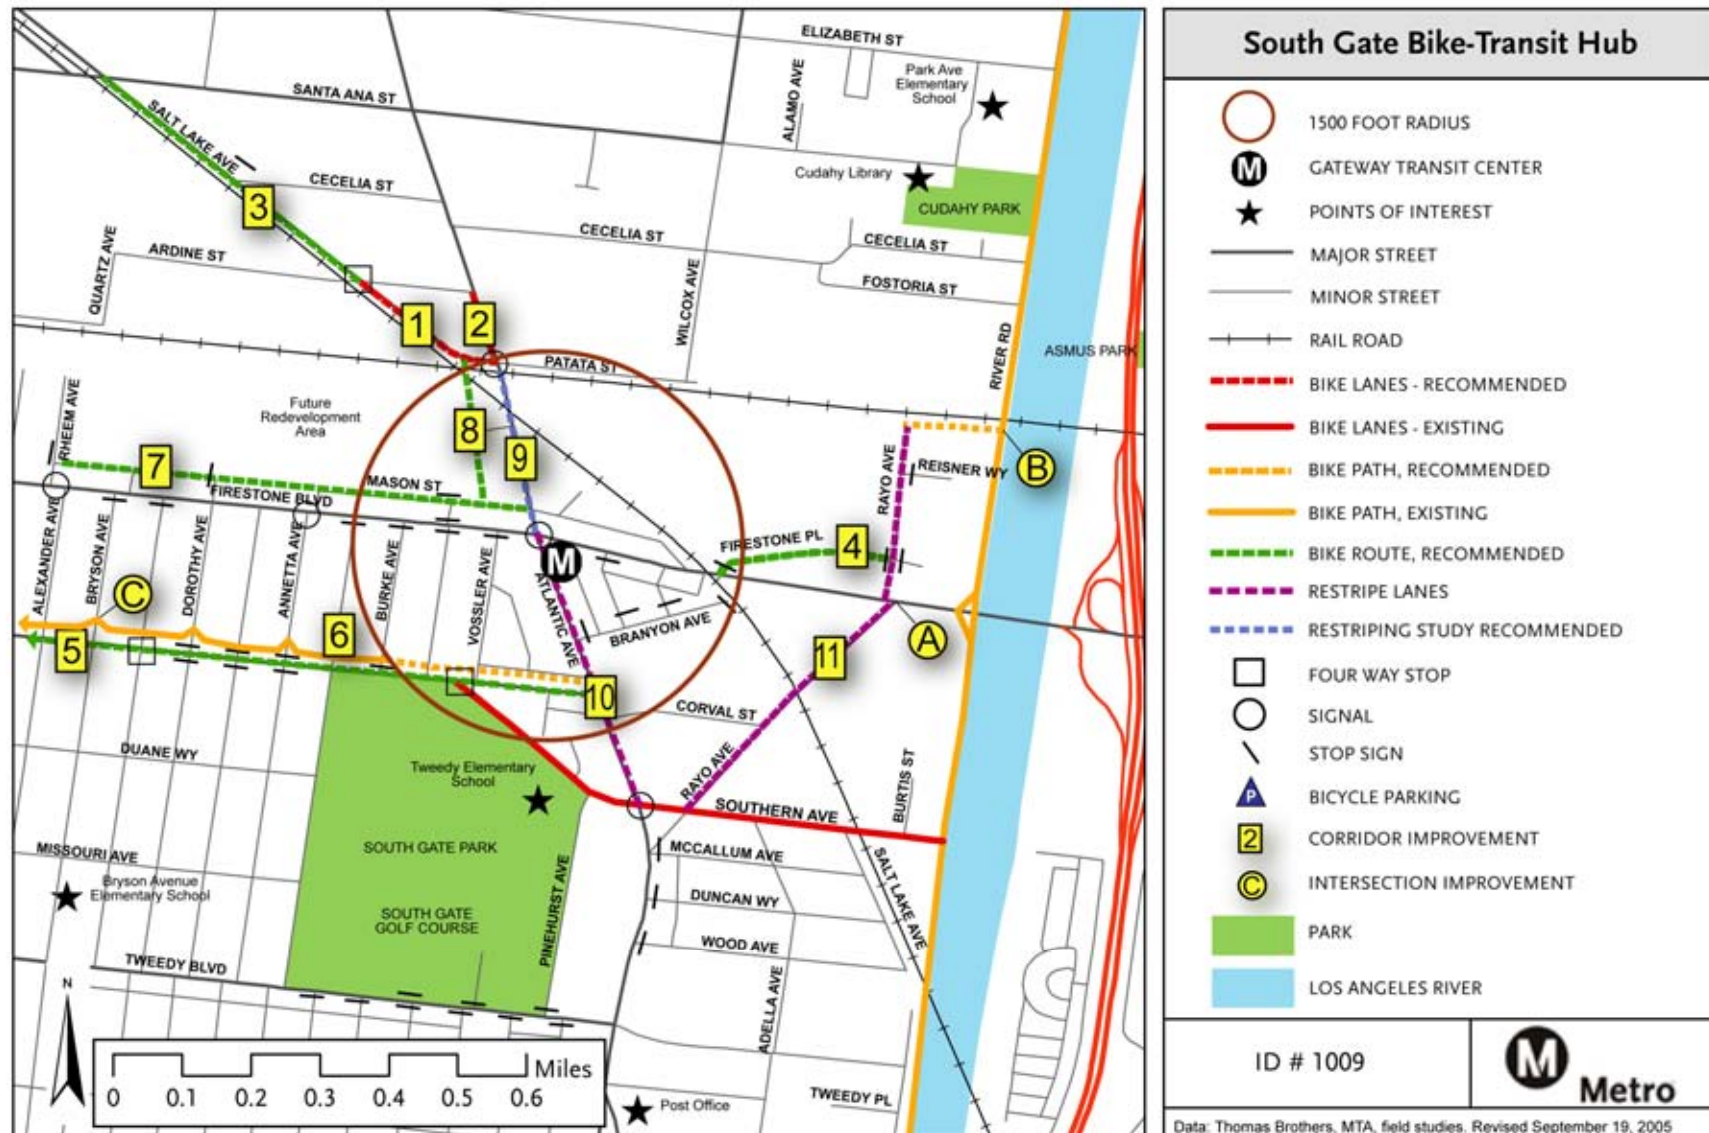 ELIZABETH ST
Park Ave
Elementary
School
ALAMO AVE
SANTA ANA ST
SALT LAKE AVE
Cudahy Library
CECELIA ST
3
CUDAHY PARK
CECELIA ST
CECELIA ST
QUARTZ AVE
ARDINE ST
WILCOX AVE
FOSTORIA ST
1
2
RIVER RD
ASMUS PARK
PATATA ST
RHEEM AVE
Future
Redevelopment
Area
8
9
7
MASON ST
RAYO AVE
REISNER WY
B
FIRESTONE BLVD
ALEXANDER AVE
BRYSON AVE
DOROTHY AVE
ANNETTA AVE
BURKE AVE
VOSSLER AVE
M
ATLANTIC AVE
FIRESTONE PL
4
C
BRANYON AVE
A
5
6
11
10
CORVAL ST
DUANE WY
Tweedy Elementary
School
RAYO AVE
BURTIS ST
SOUTHERN AVE
MISSOURI AVE
Bryson Avenue
Elementary School
SOUTH GATE PARK
PINEHURST AVE
MCCALLUM AVE
SALT LAKE AVE
SOUTH GATE
GOLF COURSE
DUNCAN WY
WOOD AVE
TWEEDY BLVD
ADELLA AVE
N
Miles
0 0.1 0.2 0.3 0.4 0.5 0.6
Post Office
TWEEDY PL
South Gate Bike-Transit Hub
1500 FOOT RADIUS
M GATEWAY TRANSIT CENTER
POINTS OF INTEREST
MAJOR STREET
MINOR STREET
RAIL ROAD
BIKE LANES - RECOMMENDED
BIKE LANES - EXISTING
BIKE PATH, RECOMMENDED
BIKE PATH, EXISTING
BIKE ROUTE, RECOMMENDED
RESTRIPE LANES
RESTRIPING STUDY RECOMMENDED
FOUR WAY STOP
SIGNAL
STOP SIGN
P BICYCLE PARKING
2 CORRIDOR IMPROVEMENT
C INTERSECTION IMPROVEMENT
PARK
LOS ANGELES RIVER
ID # 1009
M Metro
Data: Thomas Brothers, MTA, field studies. Revised September 19, 2005